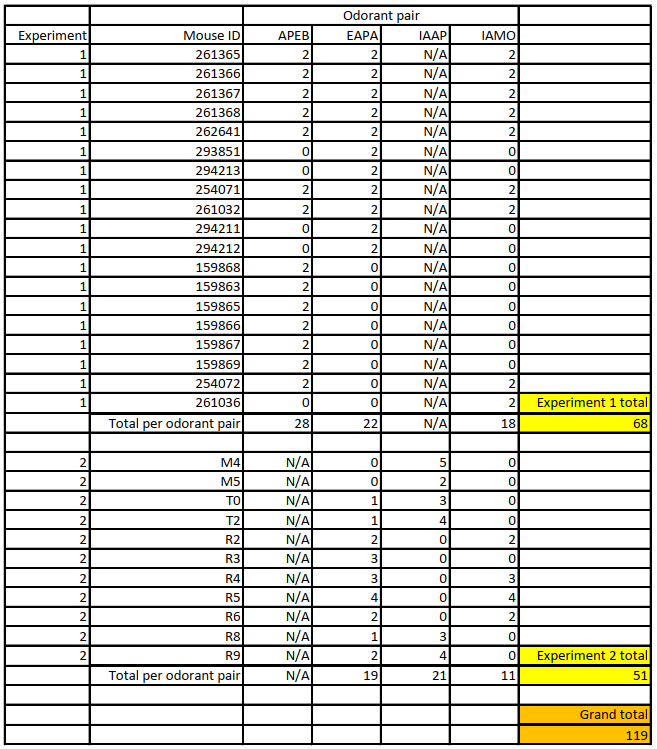 Odorant pair
Experiment Mouse ID APEB EAPA IAAP IAMO
1 261365 2 2 N/A 2
1 261366 2 2 N/A 2
1 261367 2 2 N/A 2
1 261368 2 2 N/A 2
1 262641 2 2 N/A 2
1 293851 0 2 N/A 0
1 294213 0 2 N/A 0
1 254071 2 2 N/A 2
1 261032 2 2 N/A 2
1 294211 0 2 N/A 0
1 294212 0 2 N/A 0
1 159868 2 0 N/A 0
1 159863 2 0 N/A 0
1 159865 2 0 N/A 0
1 159866 2 0 N/A 0
1 159867 2 0 N/A 0
1 159869 2 0 N/A 0
1 254072 2 0 N/A 2
1 261036 0 0 N/A 2 Experiment 1 total
Total per odorant pair 28 22 N/A 18 68
2 M4 N/A 0 5 0
2 M5 N/A 0 2 0
2 T0 N/A 1 3 0
2 T2 N/A 1 4 0
2 R2 N/A 2 0 2
2 R3 N/A 3 0 0
2 R4 N/A 3 0 3
2 R5 N/A 4 0 4
2 R6 N/A 2 0 2
2 R8 N/A 1 3 0
2 R9 N/A 2 4 0 Experiment 2 total
Total per odorant pair N/A 19 21 11 51
Grand total
119